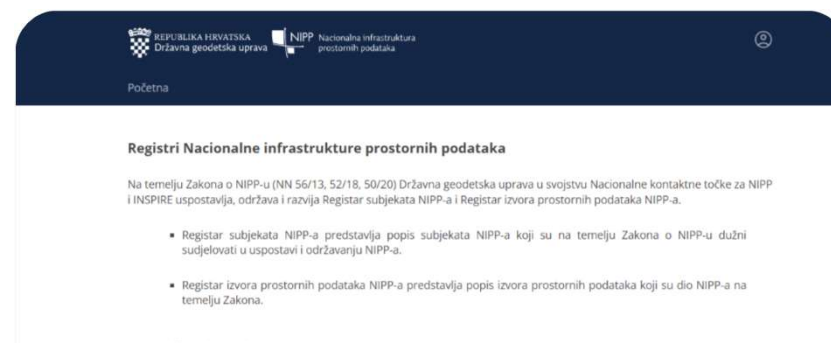 REPUBLIKA HRVATSKA
Državna geodetska uprava
NIPP Nacionalna infrastruktura
prostornih podataka
Početna
Registri Nacionalne infrastrukture prostornih podataka
Na temelju Zakona o NIPP-u (NN 56/13, 52/18, 50/20) Državna geodetska uprava u svojstvu Nacionalne kontaktne točke za NIPP
i INSPIRE uspostavlja, održava i razvija Registar subjekata NIPP-a i Registar izvora prostornih podataka NIPP-a.
▪ Registar subjekata NIPP-a predstavlja popis subjekata NIPP-a koji su na temelju Zakona o NIPP-u dužni
sudjelovati u uspostavi i održavanju NIPP-a.
▪ Registar izvora prostornih podataka NIPP-a predstavlja popis izvora prostornih podataka koji su dio NIPP-a na
temelju Zakona.